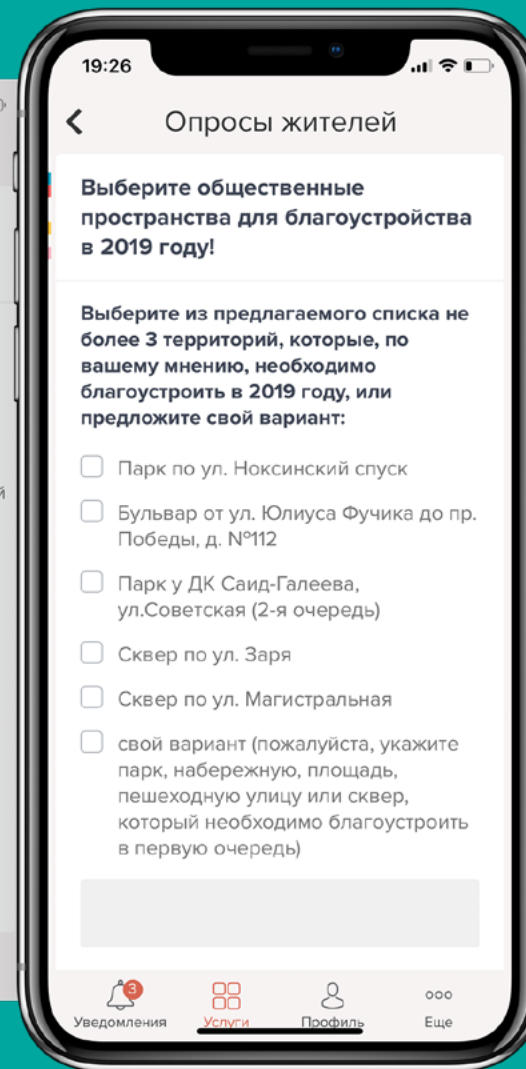 19:26
Опросы жителей
Выберите общественные
пространства для благоустройства
в 2019 году!
Выберите из предлагаемого списка не
более 3 территорий, которые, по
вашему мнению, необходимо
благоустроить в 2019 году, или
предложите свой вариант:
Парк по ул. Ноксинский спуск
Бульвар от ул. Юлиуса Фучика до пр.
Победы, д. №112
Парк у ДК Саид-Галеева,
ул.Советская (2-я очередь)
Сквер по ул. Заря
Сквер по ул. Магистральная
свой вариант (пожалуйста, укажите
парк, набережную, площадь,
пешеходную улицу или сквер,
который необходимо благоустроить
в первую очередь)
3
Уведомления Услуги Профиль Еще